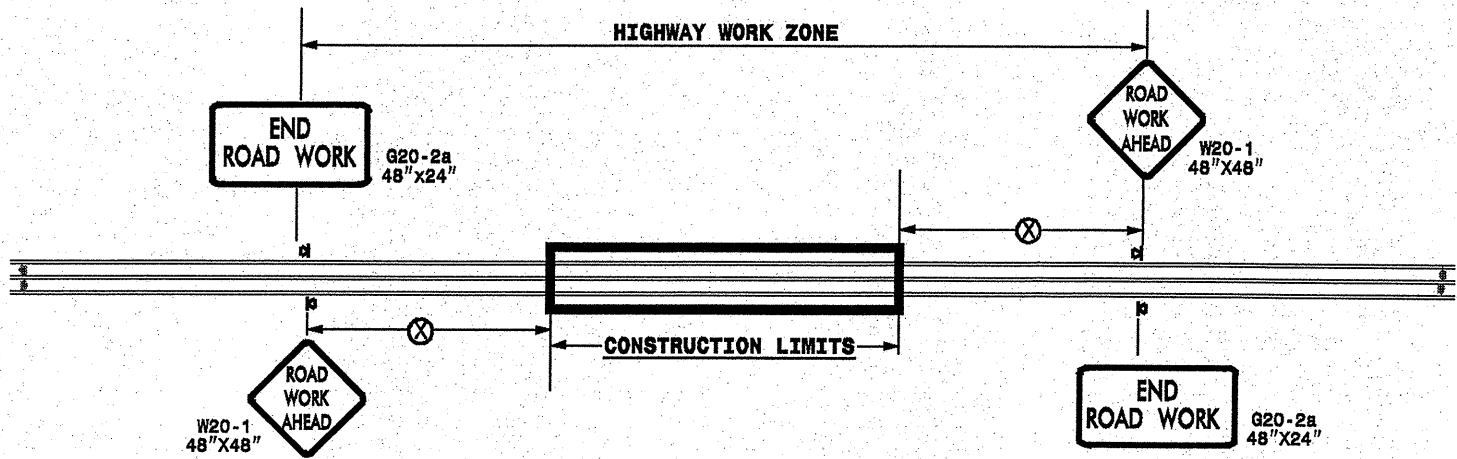 HIGHWAY WORK ZONE
END
ROAD WORK
G20-2a
48"X24"
ROAD
WORK
AHEAD
W20-1
48"X48"
X
X
CONSTRUCTION LIMITS
ROAD
WORK
AHEAD
W20-1
48"X48"
END
ROAD WORK
G20-2a
48"X24"